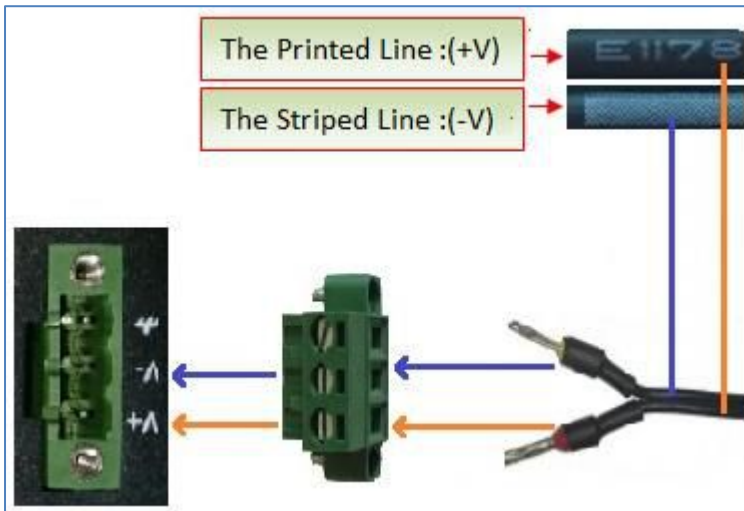 The Printed Line :(+V)
E1178
The Striped Line :(-V)
V-
V+